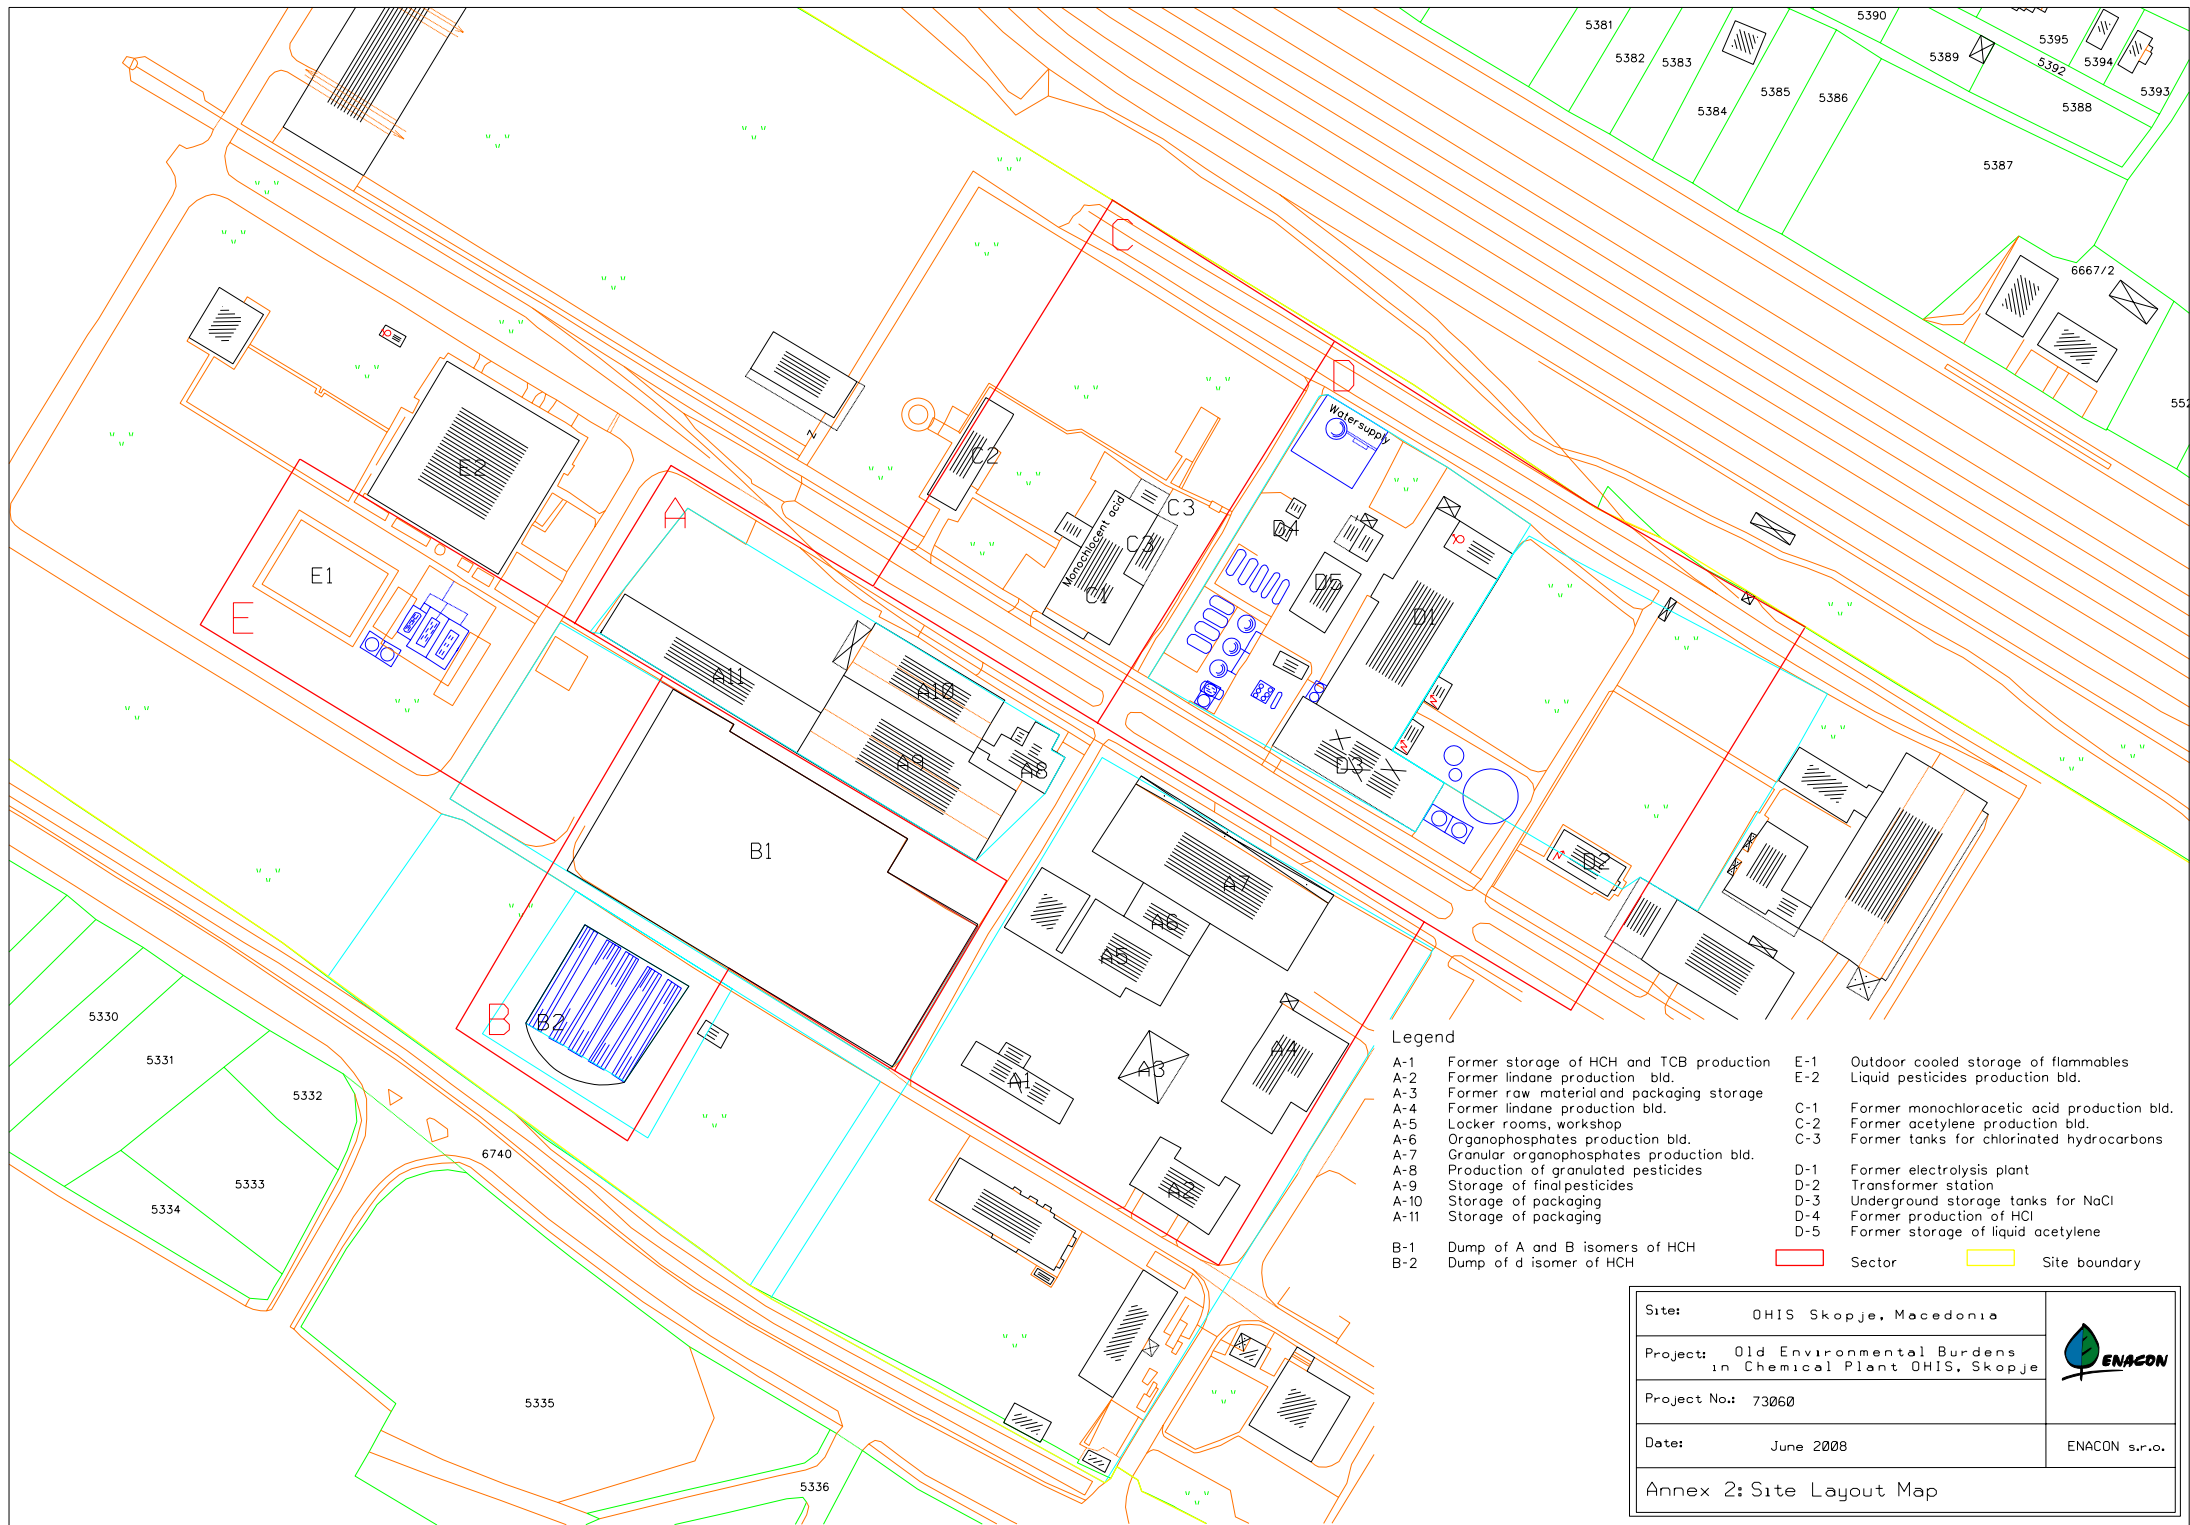 5381
5382
5383
5384
5385
5386
5390
5389
5395
5392
5394
5393
5388
5387
6667/2
552
C
D
Watersupply
Z
E2
C2
C3
Monochlocent acid
C3
C1
D4
D5
D1
A
E1
E
A11
A10
A9
A8
D3
D2
B1
A7
A6
A5
B
B2
A1
A3
A4
A2
5330
5331
5332
5333
5334
6740
5335
5336
Legend
A-1 Former storage of HCH and TCB production
A-2 Former lindane production bld.
A-3 Former raw material and packaging storage
A-4 Former lindane production bld.
A-5 Locker rooms, workshop
A-6 Organophosphates production bld.
A-7 Granular organophosphates production bld.
A-8 Production of granulated pesticides
A-9 Storage of final pesticides
A-10 Storage of packaging
A-11 Storage of packaging
B-1 Dump of A and B isomers of HCH
B-2 Dump of d isomer of HCH
E-1 Outdoor cooled storage of flammables
E-2 Liquid pesticides production bld.
C-1 Former monochloracetic acid production bld.
C-2 Former acetylene production bld.
C-3 Former tanks for chlorinated hydrocarbons
D-1 Former electrolysis plant
D-2 Transformer station
D-3 Underground storage tanks for NaCl
D-4 Former production of HCl
D-5 Former storage of liquid acetylene
Sector
Site boundary
Site: OHIS Skopje, Macedonia
Project: Old Environmental Burdens
in Chemical Plant OHIS, Skopje
Project No.: 73060
Date: June 2008
ENACON
ENACON s.r.o.
Annex 2: Site Layout Map